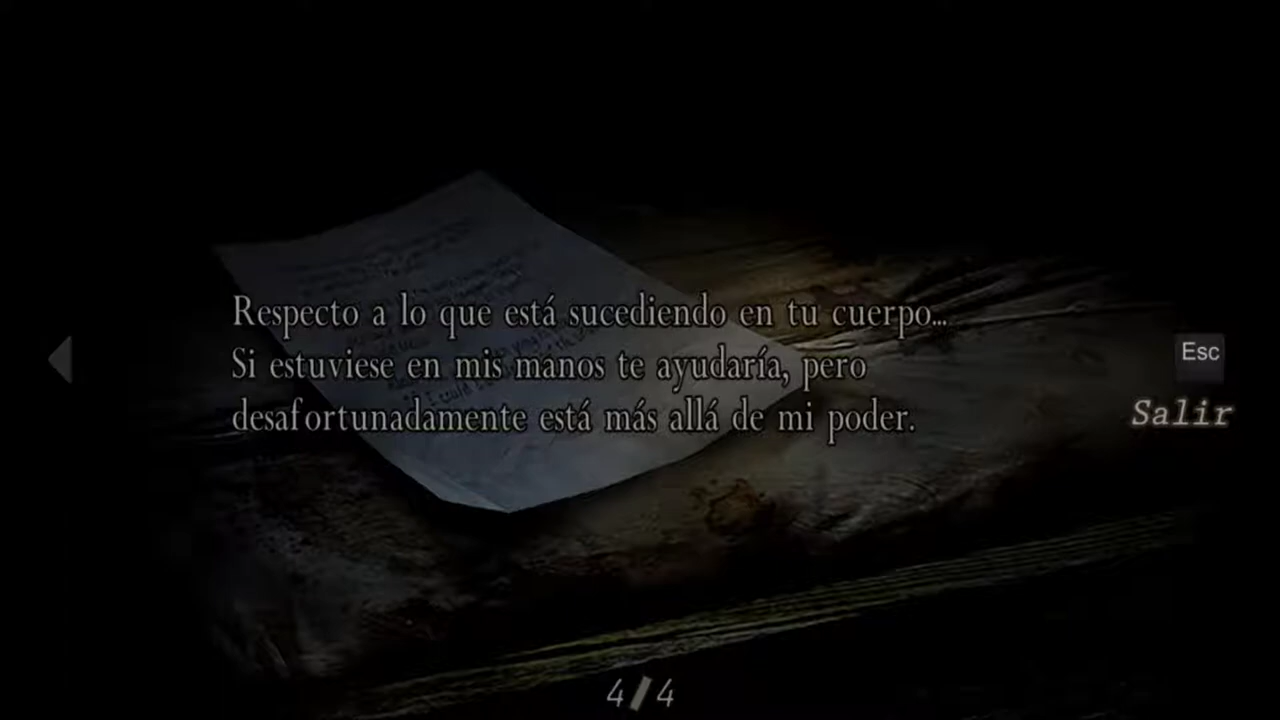 Respecto a lo que está sucediendo en tu cuerpo...
Si estuviese en mis manos te ayudaría, pero
desafortunadamente está más allá de mi poder.
Esc
Salir
4/4